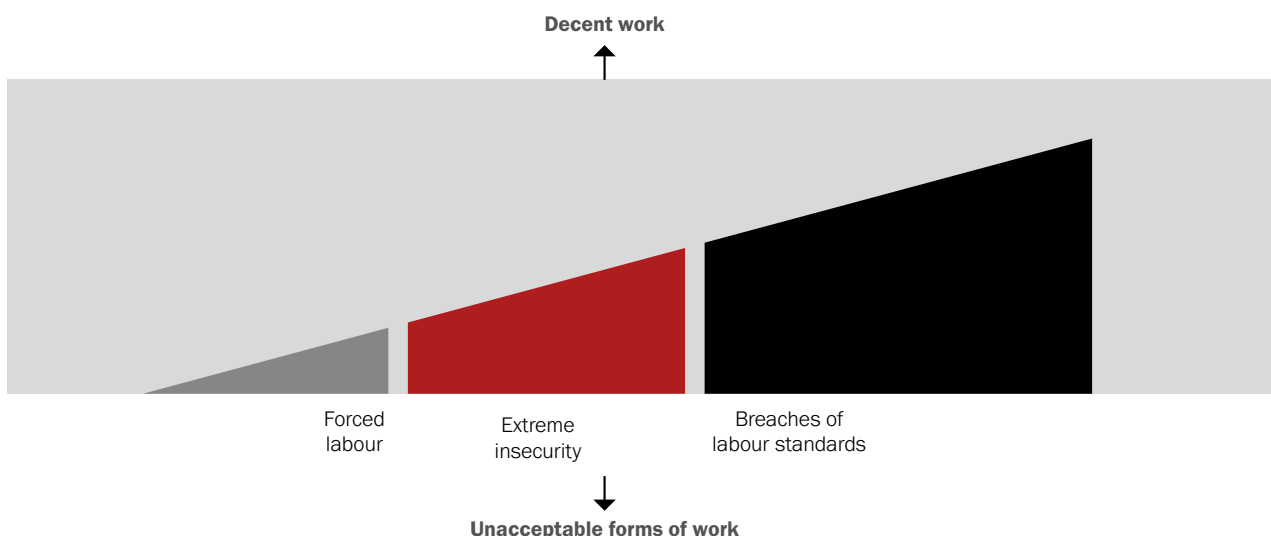 Decent work
Forced
labour
Extreme
insecurity
Breaches of
labour standards
Unacceptable forms of work